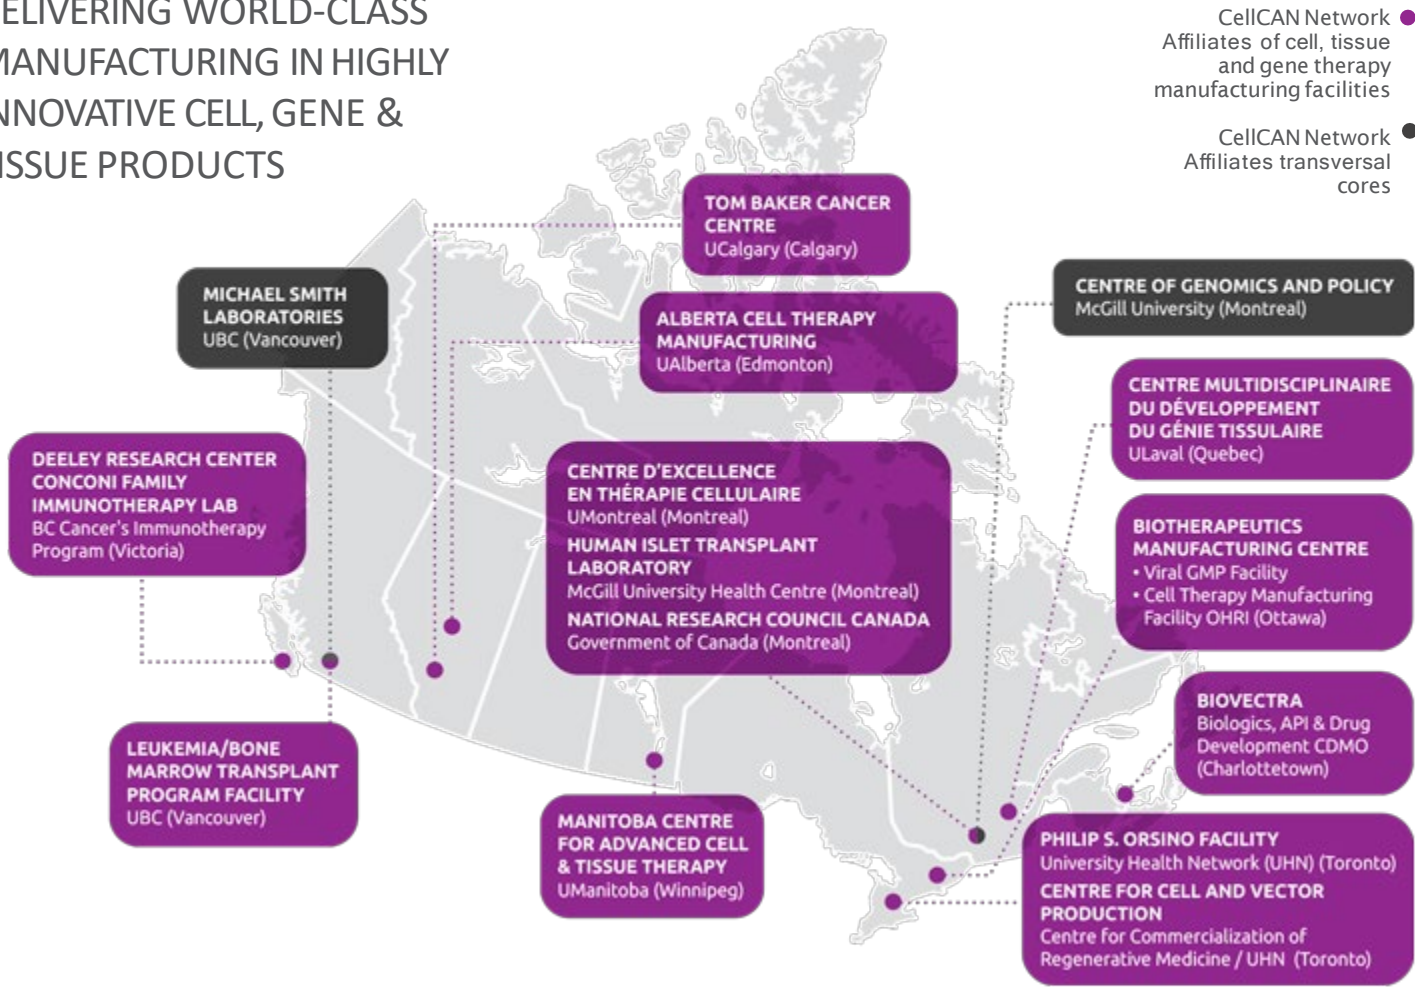 ELIVERING WORLD-CLASS
MANUFACTURING IN HIGHLY
NNOVATIVE CELL, GENE &
ISSUE PRODUCTS
CellCAN Network
Affiliates of cell, tissue
and gene therapy
manufacturing facilities
CellCAN Network
Affiliates transversal
cores
TOM BAKER CANCER
CENTRE
UCalgary (Calgary)
MICHAEL SMITH
LABORATORIES
UBC (Vancouver)
ALBERTA CELL THERAPY
MANUFACTURING
UAlberta (Edmonton)
CENTRE OF GENOMICS AND POLICY
McGill University (Montreal)
CENTRE MULTIDISCIPLINAIRE
DU DÉVELOPPEMENT
DU GÉNIE TISSULAIRE
ULaval (Quebec)
DEELEY RESEARCH CENTER
CONCONI FAMILY
IMMUNOTHERAPY LAB
BC Cancer's Immunotherapy
Program (Victoria)
CENTRE D'EXCELLENCE
EN THÉRAPIE CELLULAIRE
UMontreal (Montreal)
HUMAN ISLET TRANSPLANT
LABORATORY
McGill University Health Centre (Montreal)
NATIONAL RESEARCH COUNCIL CANADA
Government of Canada (Montreal)
BIOTHERAPEUTICS
MANUFACTURING CENTRE
• Viral GMP Facility
• Cell Therapy Manufacturing
Facility OHRI (Ottawa)
BIOVECTRA
Biologics, API & Drug
Development CDMO
(Charlottetown)
LEUKEMIA/BONE
MARROW TRANSPLANT
PROGRAM FACILITY
UBC (Vancouver)
MANITOBA CENTRE
FOR ADVANCED CELL
& TISSUE THERAPY
UManitoba (Winnipeg)
PHILIP S. ORSINO FACILITY
University Health Network (UHN) (Toronto)
CENTRE FOR CELL AND VECTOR
PRODUCTION
Centre for Commercialization of
Regenerative Medicine / UHN (Toronto)